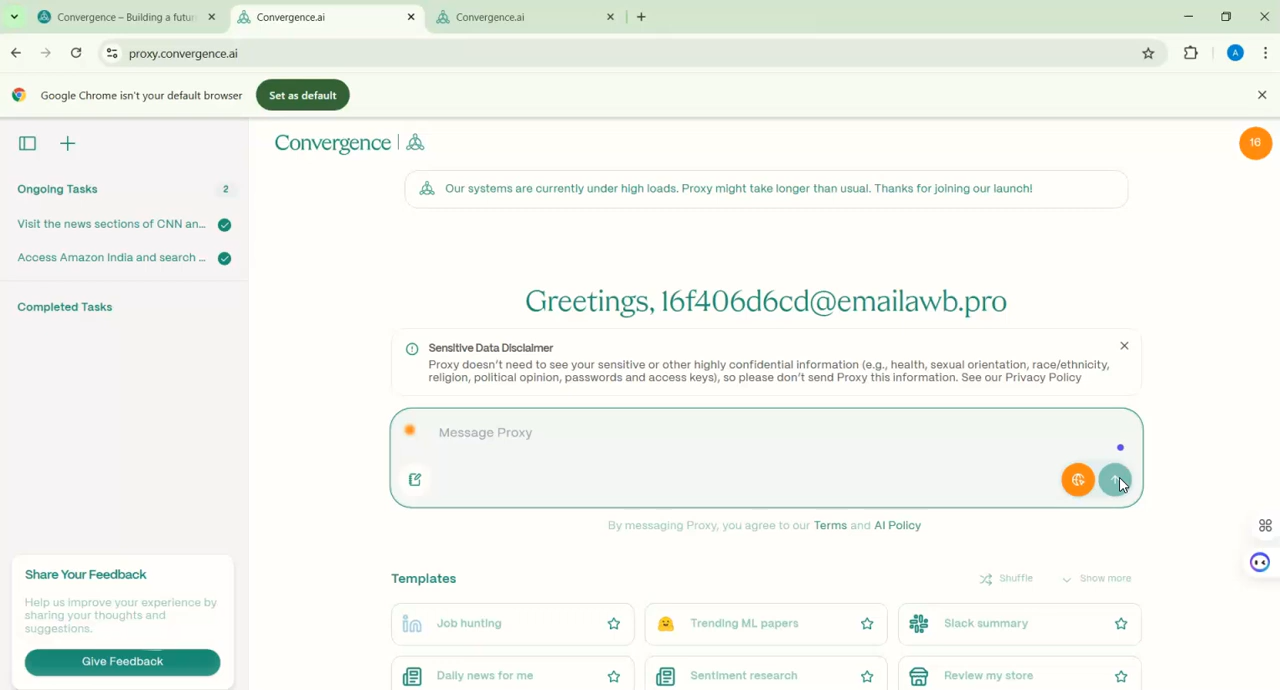 Convergence – Building a futur
Convergence.ai
Convergence.ai
proxy.convergence.ai
A
Google Chrome isn't your default browser
Set as default
Convergence
16
Our systems are currently under high loads. Proxy might take longer than usual. Thanks for joining our launch!
Ongoing Tasks
2
Visit the news sections of CNN an...
Access Amazon India and search ...
Completed Tasks
Greetings, 16f406d6cd@emailawb.pro
Sensitive Data Disclaimer
Proxy doesn't need to see your sensitive or other highly confidential information (e.g., health, sexual orientation, race/ethnicity,
religion, political opinion, passwords and access keys), so please don't send Proxy this information. See our Privacy Policy
Message Proxy
By messaging Proxy, you agree to our Terms and AI Policy
Templates
Shuffle
Show more
Job hunting
Trending ML papers
Slack summary
Daily news for me
Sentiment research
Review my store
Share Your Feedback
Help us improve your experience by
sharing your thoughts and
suggestions.
Give Feedback